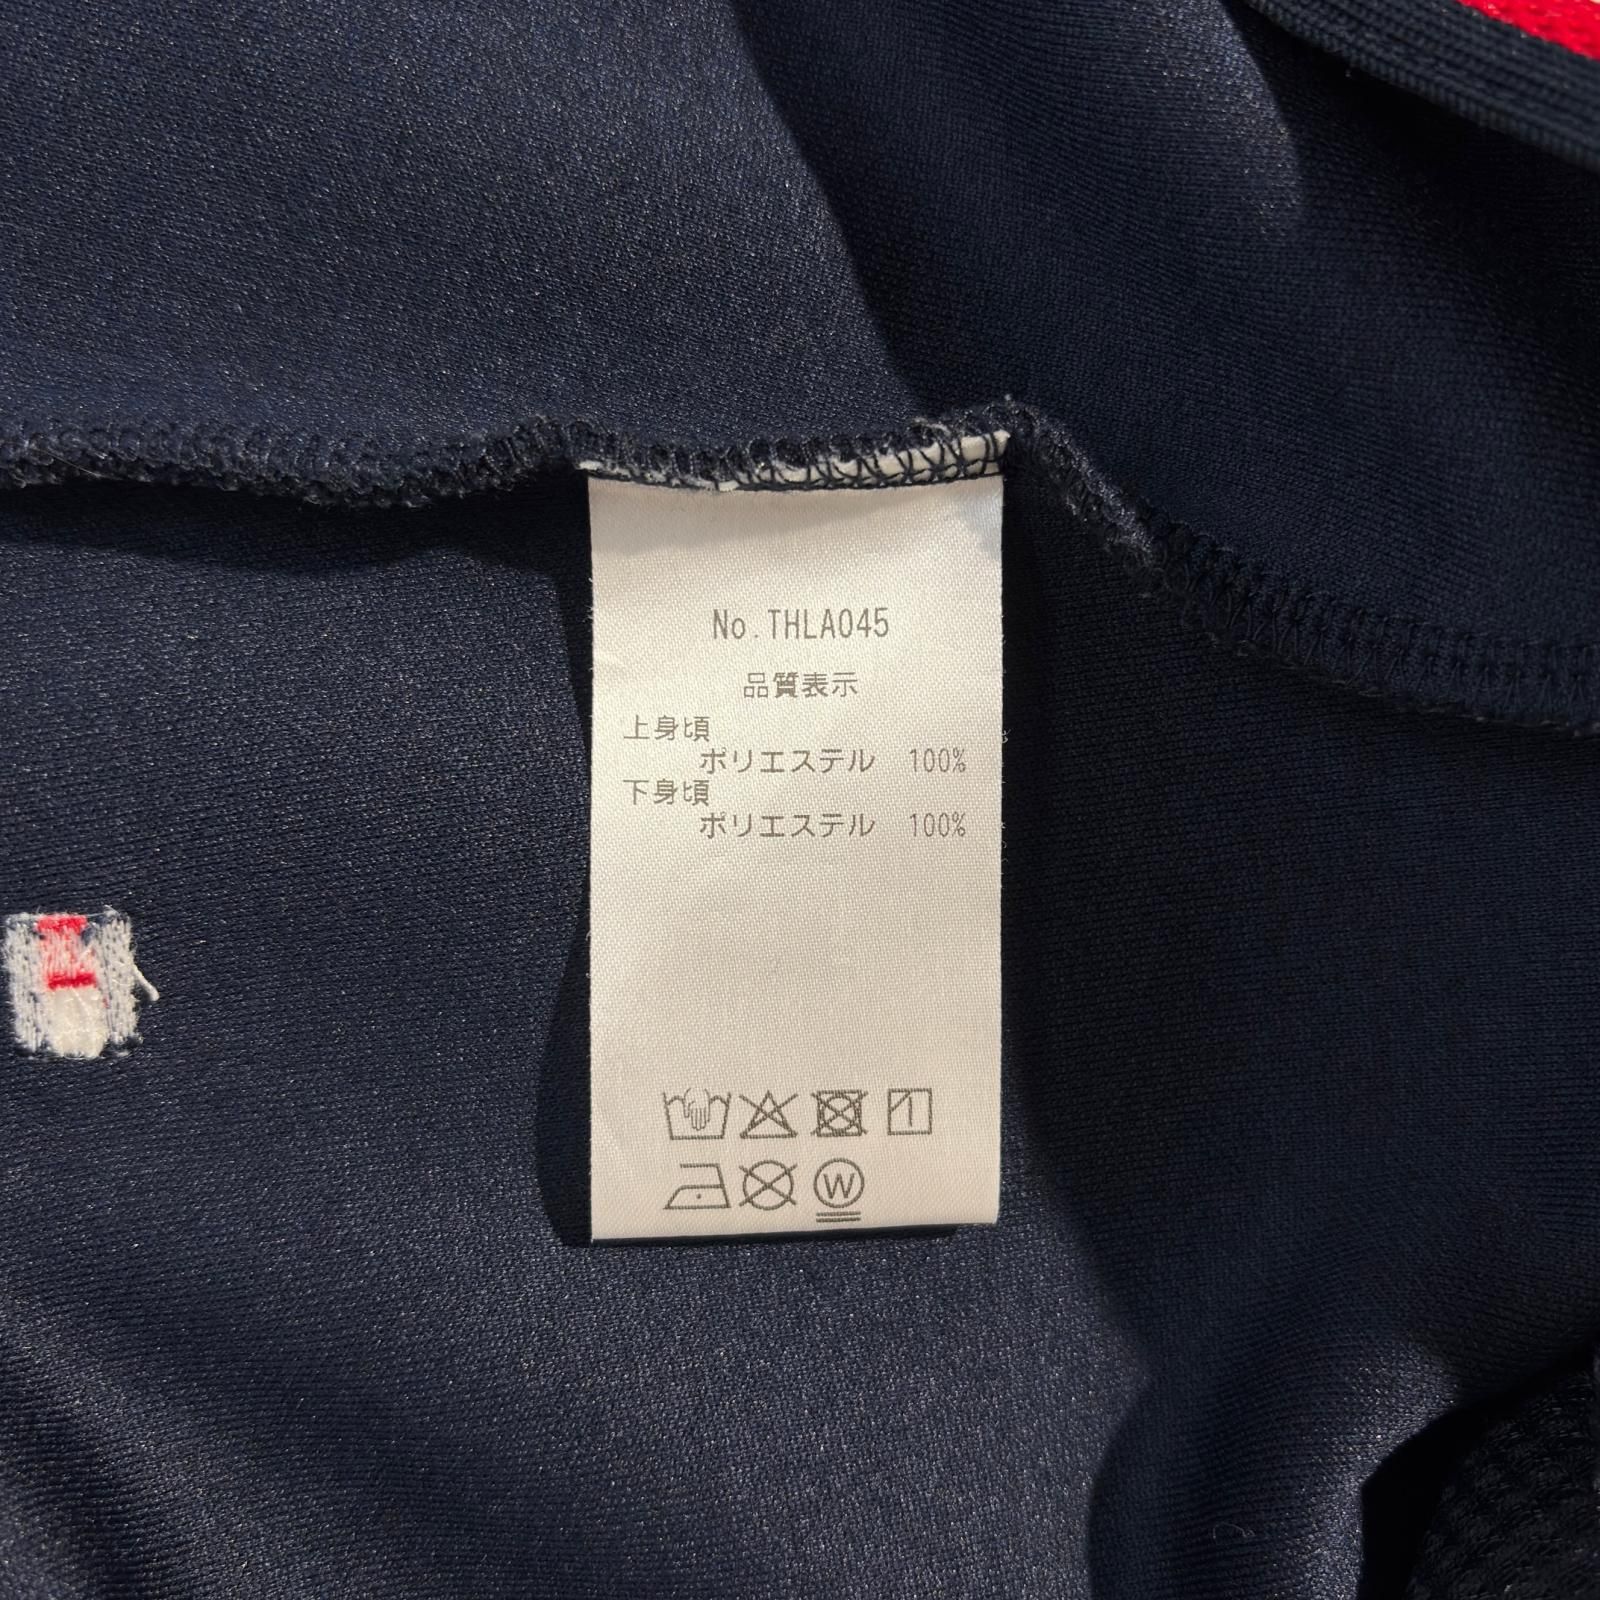 No.THLA045
品質表示
上身頃
ポリエステル 100%
下身頃
ポリエステル 100%
W